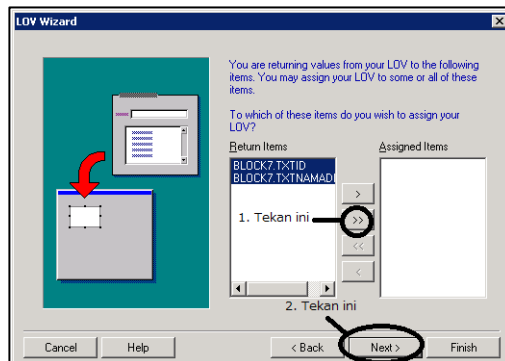 LOV Wizard
You are returning values from your LOV to the following
items. You may assign your LOV to some or all of these
items.
To which of these items do you wish to assign your
LOV?
Return Items
Assigned Items
BLOCK7.TXTID
BLOCK7.TXTNAMAD
>
1. Tekan ini
>>
<<
<
2. Tekan ini
Cancel
Help
< Back
Next >
Finish